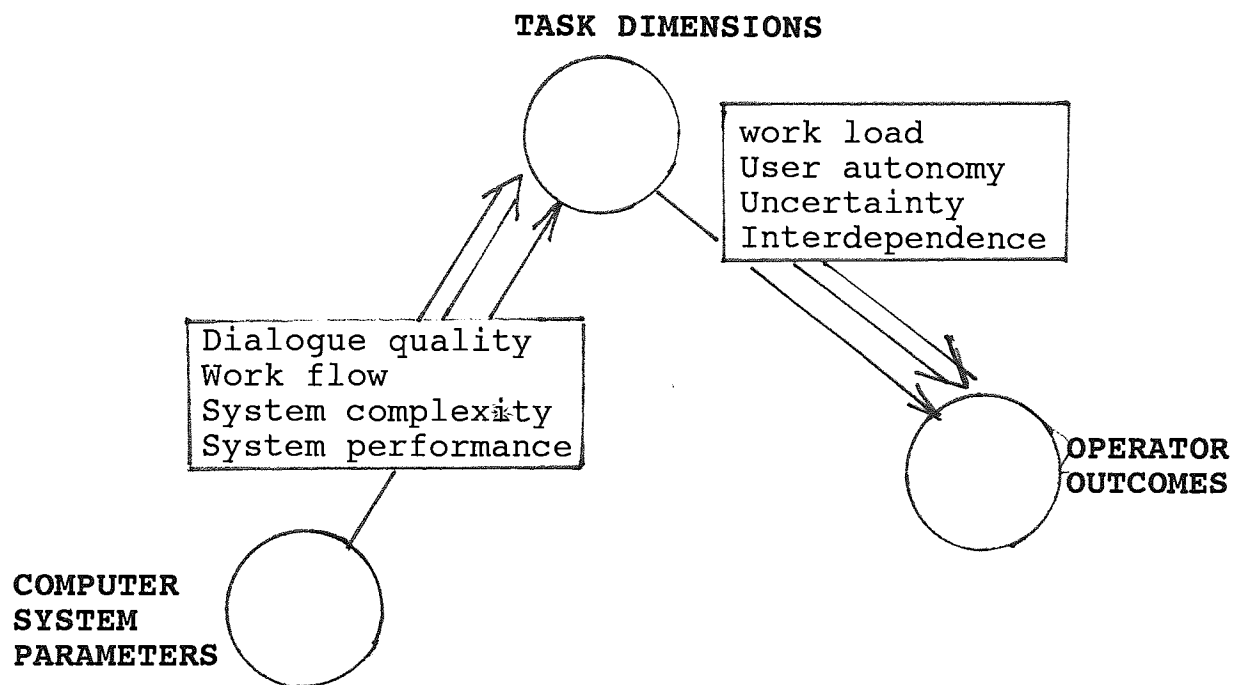 TASK DIMENSIONS
work load
User autonomy
Uncertainty
Interdependence
Dialogue quality
Work flow
System complexity
System performance
OPERATOR
OUTCOMES
COMPUTER
SYSTEM
PARAMETERS